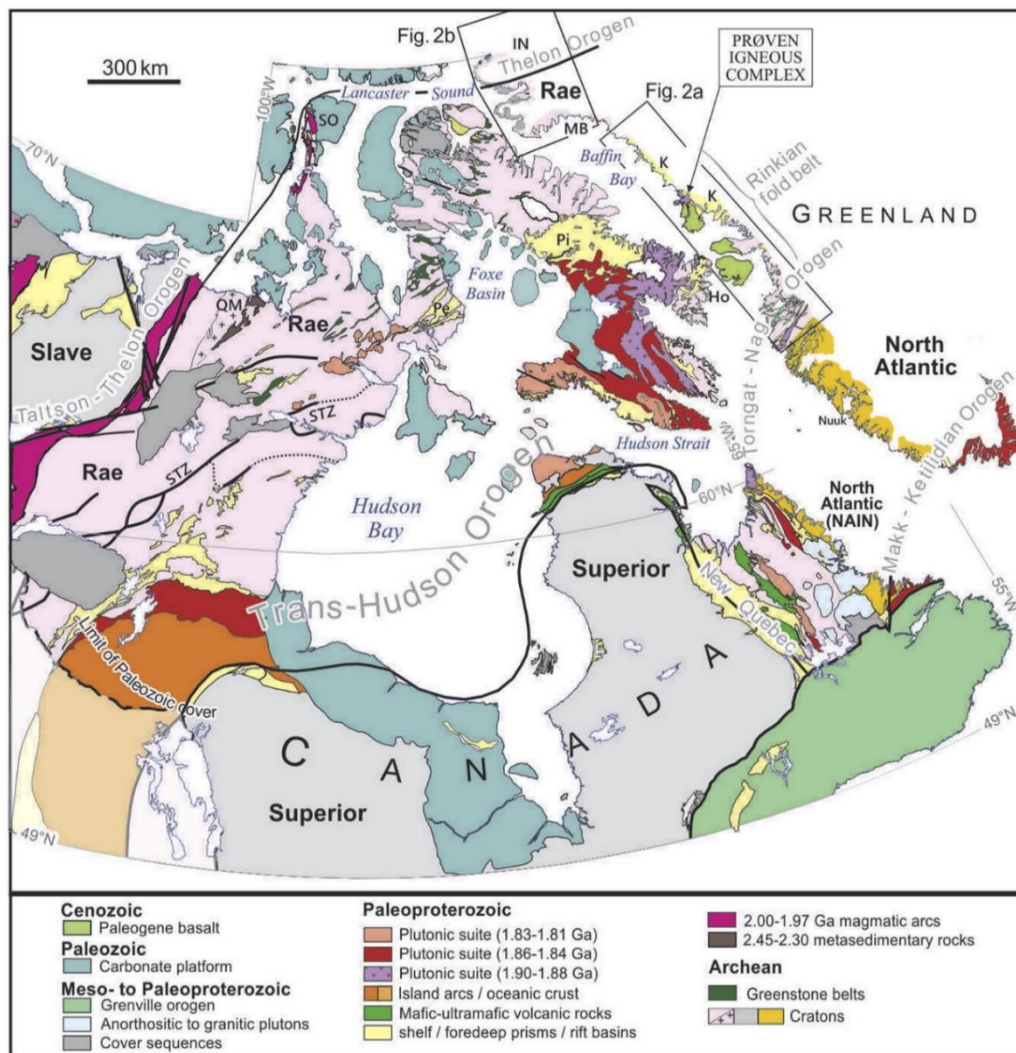 Fig. 2b
IN
Thelon Orogen
PRØVEN
IGNEOUS
COMPLEX
300 km
100°W
Lancaster Sound
Rae
Fig. 2a
SO
MB
70°N
Baffin
Bay
K
K
Rinkian
fold belt
GREENLAND
Pi
Foxe
Basin
Ho
Orogen
QM
Rae
Pe
Slave
Taltson-Thelon Orogen
STZ
Torngat - Nag.
North
Atlantic
Nuuk
Rae
STZ
Hudson Strait
65°W
60°N
Hudson
Bay
North
Atlantic
(NAIN)
Makk - Ketilidian Orogen
Superior
Trans-Hudson Orogen
New Quebec
55°W
Limit of Paleozoic cover
CANADA
49°N
Superior
49°N
Cenozoic
Paleogene basalt
Paleozoic
Carbonate platform
Meso- to Paleoproterozoic
Grenville orogen
Anorthositic to granitic plutons
Cover sequences
Paleoproterozoic
Plutonic suite (1.83-1.81 Ga)
Plutonic suite (1.86-1.84 Ga)
Plutonic suite (1.90-1.88 Ga)
Island arcs / oceanic crust
Mafic-ultramafic volcanic rocks
shelf / foredeep prisms / rift basins
2.00-1.97 Ga magmatic arcs
2.45-2.30 metasedimentary rocks
Archean
Greenstone belts
Cratons